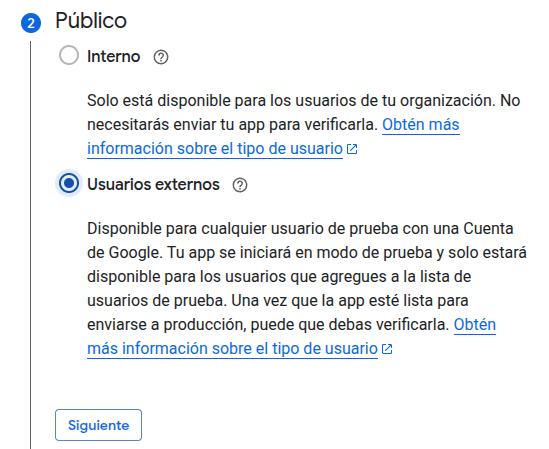 2 Público
Interno
Solo está disponible para los usuarios de tu organización. No
necesitarás enviar tu app para verificarla. Obtén más
información sobre el tipo de usuario
Usuarios externos
Disponible para cualquier usuario de prueba con una Cuenta
de Google. Tu app se iniciará en modo de prueba y solo estará
disponible para los usuarios que agregues a la lista de
usuarios de prueba. Una vez que la app esté lista para
enviarse a producción, puede que debas verificarla. Obtén
más información sobre el tipo de usuario
Siguiente